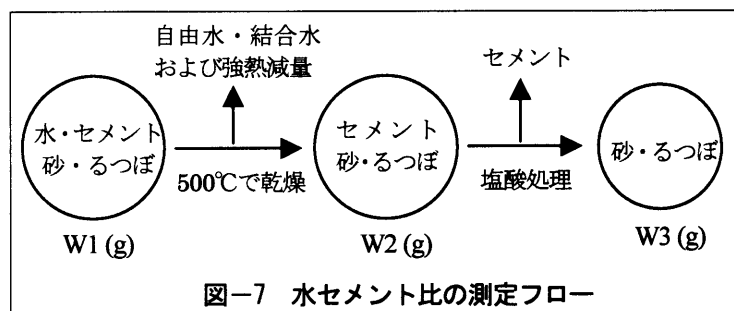 自由水・結合水
および強熱減量
セメント
水・セメント
砂・るつぼ
セメント
砂・るつぼ
砂・るつぼ
500℃で乾燥
塩酸処理
W1 (g)
W2 (g)
W3 (g)
図－7　水セメント比の測定フロー